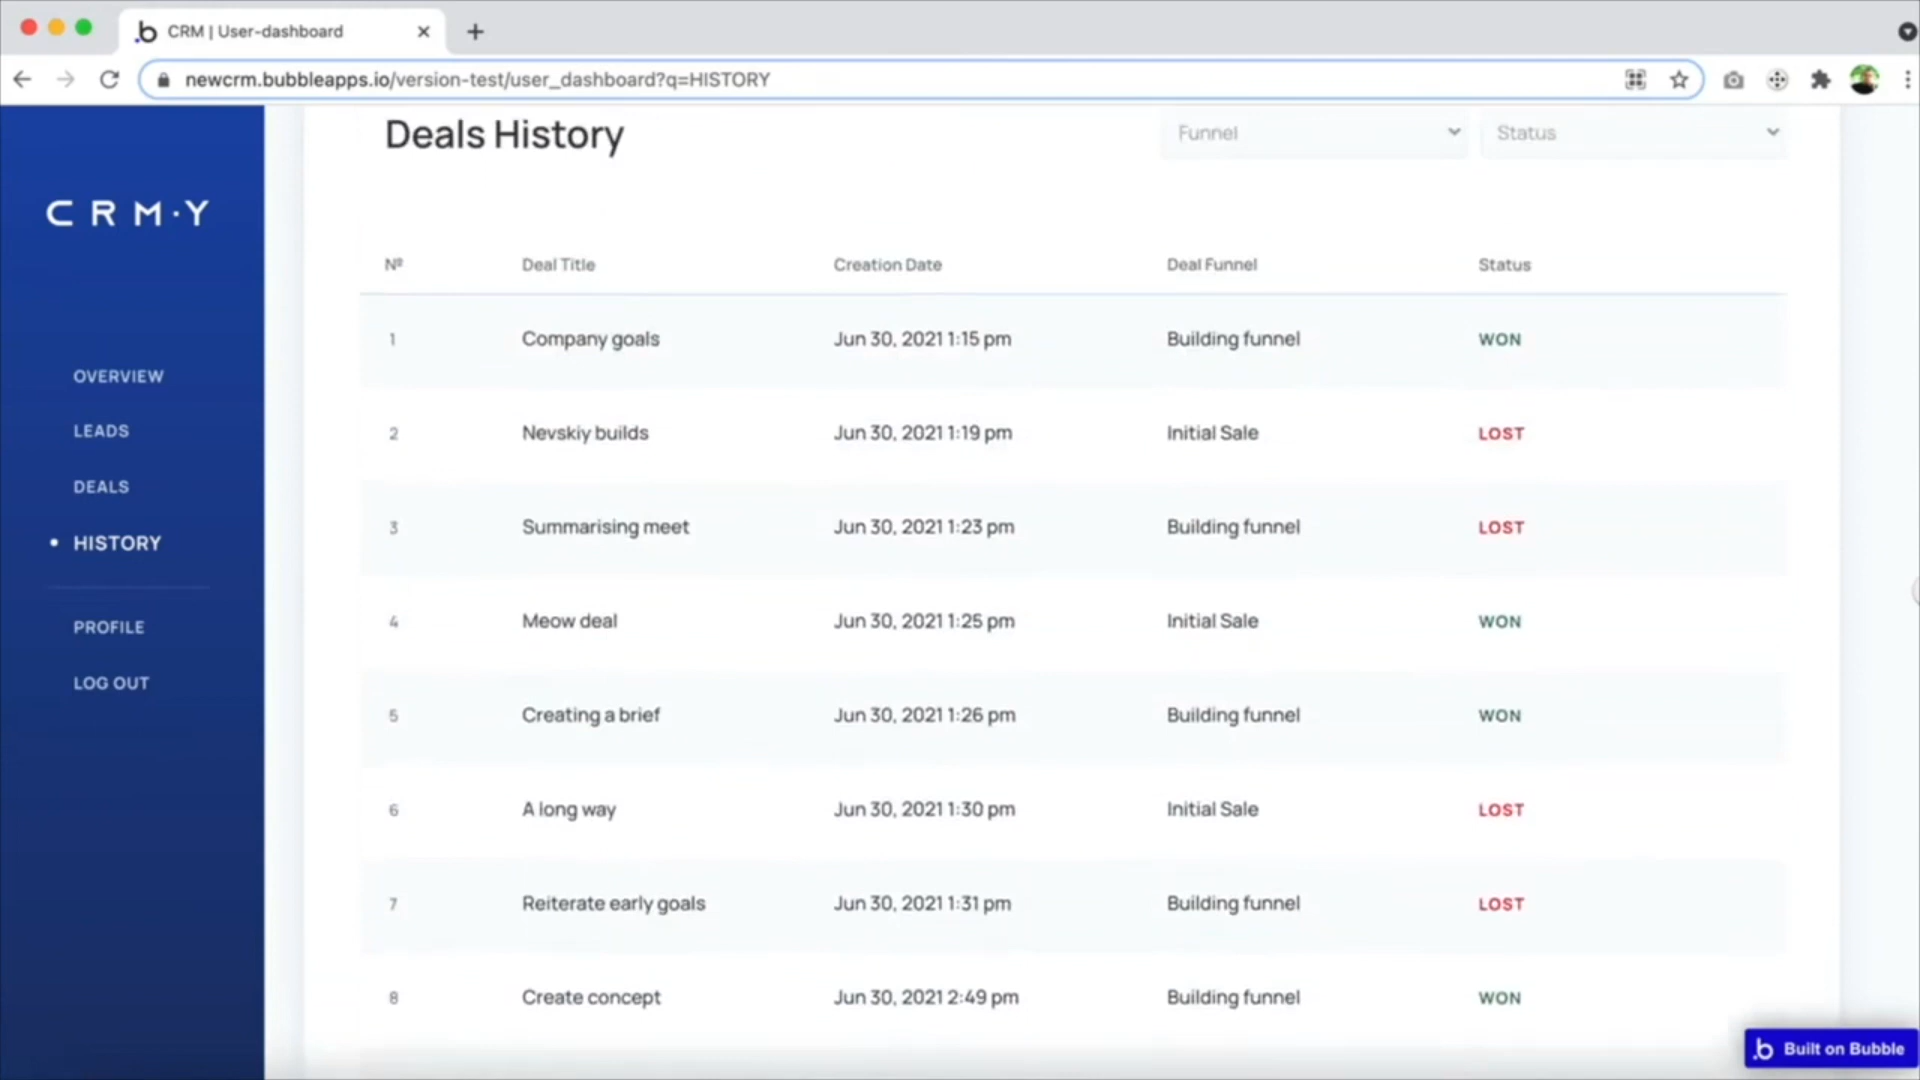 CRM | User-dashboard
newcrm.bubbleapps.io/version-test/user_dashboard?q=HISTORY
CRM·Y
OVERVIEW
LEADS
DEALS
HISTORY
PROFILE
LOG OUT
Deals History
Funnel
Status
Nº Deal Title Creation Date Deal Funnel Status
1 Company goals Jun 30, 2021 1:15 pm Building funnel WON
2 Nevskiy builds Jun 30, 2021 1:19 pm Initial Sale LOST
3 Summarising meet Jun 30, 2021 1:23 pm Building funnel LOST
4 Meow deal Jun 30, 2021 1:25 pm Initial Sale WON
5 Creating a brief Jun 30, 2021 1:26 pm Building funnel WON
6 A long way Jun 30, 2021 1:30 pm Initial Sale LOST
7 Reiterate early goals Jun 30, 2021 1:31 pm Building funnel LOST
8 Create concept Jun 30, 2021 2:49 pm Building funnel WON
Built on Bubble